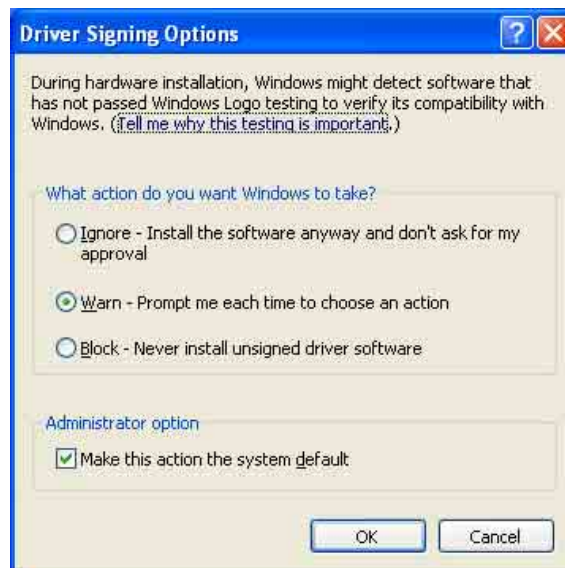 Driver Signing Options
During hardware installation, Windows might detect software that
has not passed Windows Logo testing to verify its compatibility with
Windows. (Tell me why this testing is important.)
What action do you want Windows to take?
Ignore - Install the software anyway and don't ask for my
approval
Warn - Prompt me each time to choose an action
Block - Never install unsigned driver software
Administrator option
Make this action the system default
OK Cancel